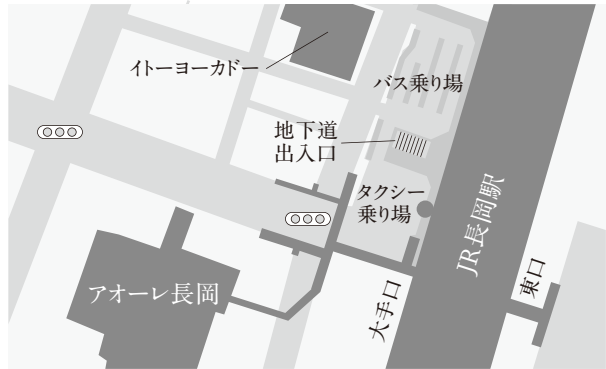 イトーヨーカドー
バス乗り場
地下道
出入口
タクシー
乗り場
JR長岡駅
アオーレ長岡
大手口
東口